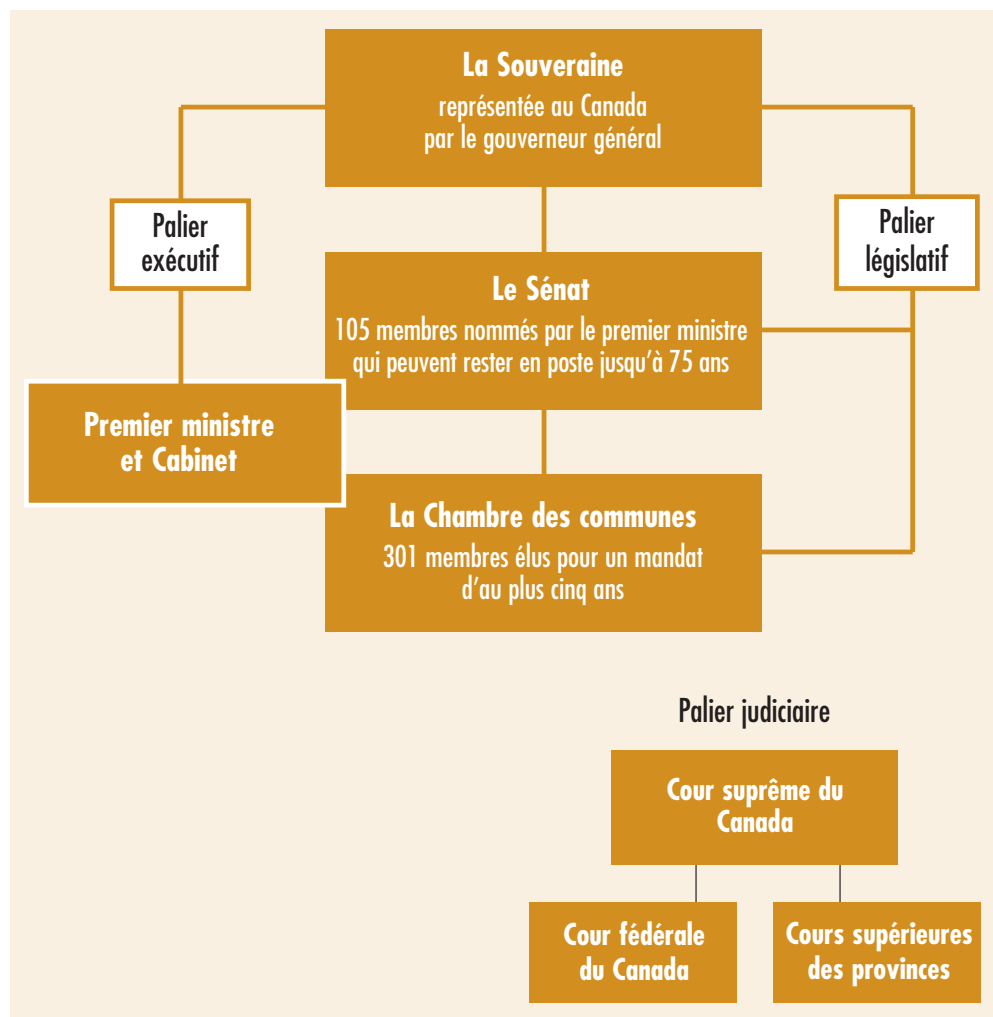 La Souveraine
représentée au Canada
par le gouverneur général
Palier
exécutif
Palier
législatif
Le Sénat
105 membres nommés par le premier ministre
qui peuvent rester en poste jusqu'à 75 ans
Premier ministre
et Cabinet
La Chambre des communes
301 membres élus pour un mandat
d'au plus cinq ans
Palier judiciaire
Cour suprême du
Canada
Cour fédérale
du Canada
Cours supérieures
des provinces